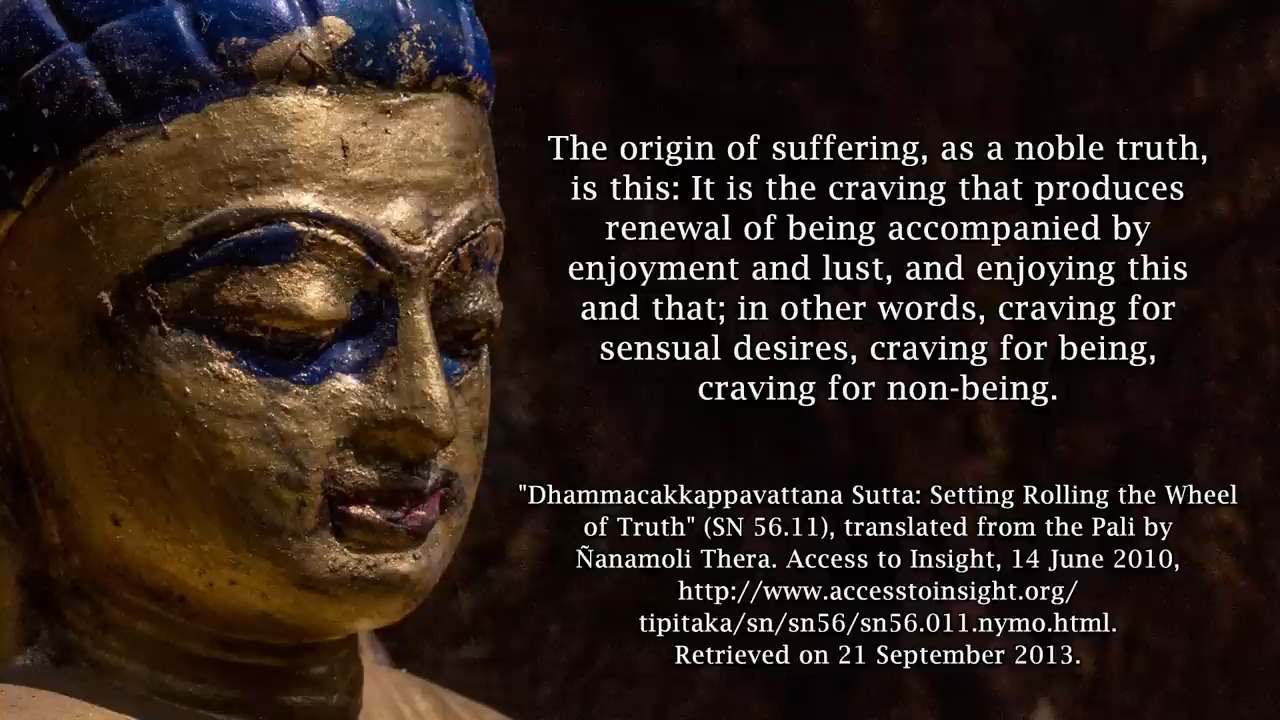 The origin of suffering, as a noble truth,
is this: It is the craving that produces
renewal of being accompanied by
enjoyment and lust, and enjoying this
and that; in other words, craving for
sensual desires, craving for being,
craving for non-being.
"Dhammacakkappavattana Sutta: Setting Rolling the Wheel
of Truth" (SN 56.11), translated from the Pali by
Ñanamoli Thera. Access to Insight, 14 June 2010,
http://www.accesstoinsight.org/
tipitaka/sn/sn56/sn56.011.nymo.html.
Retrieved on 21 September 2013.